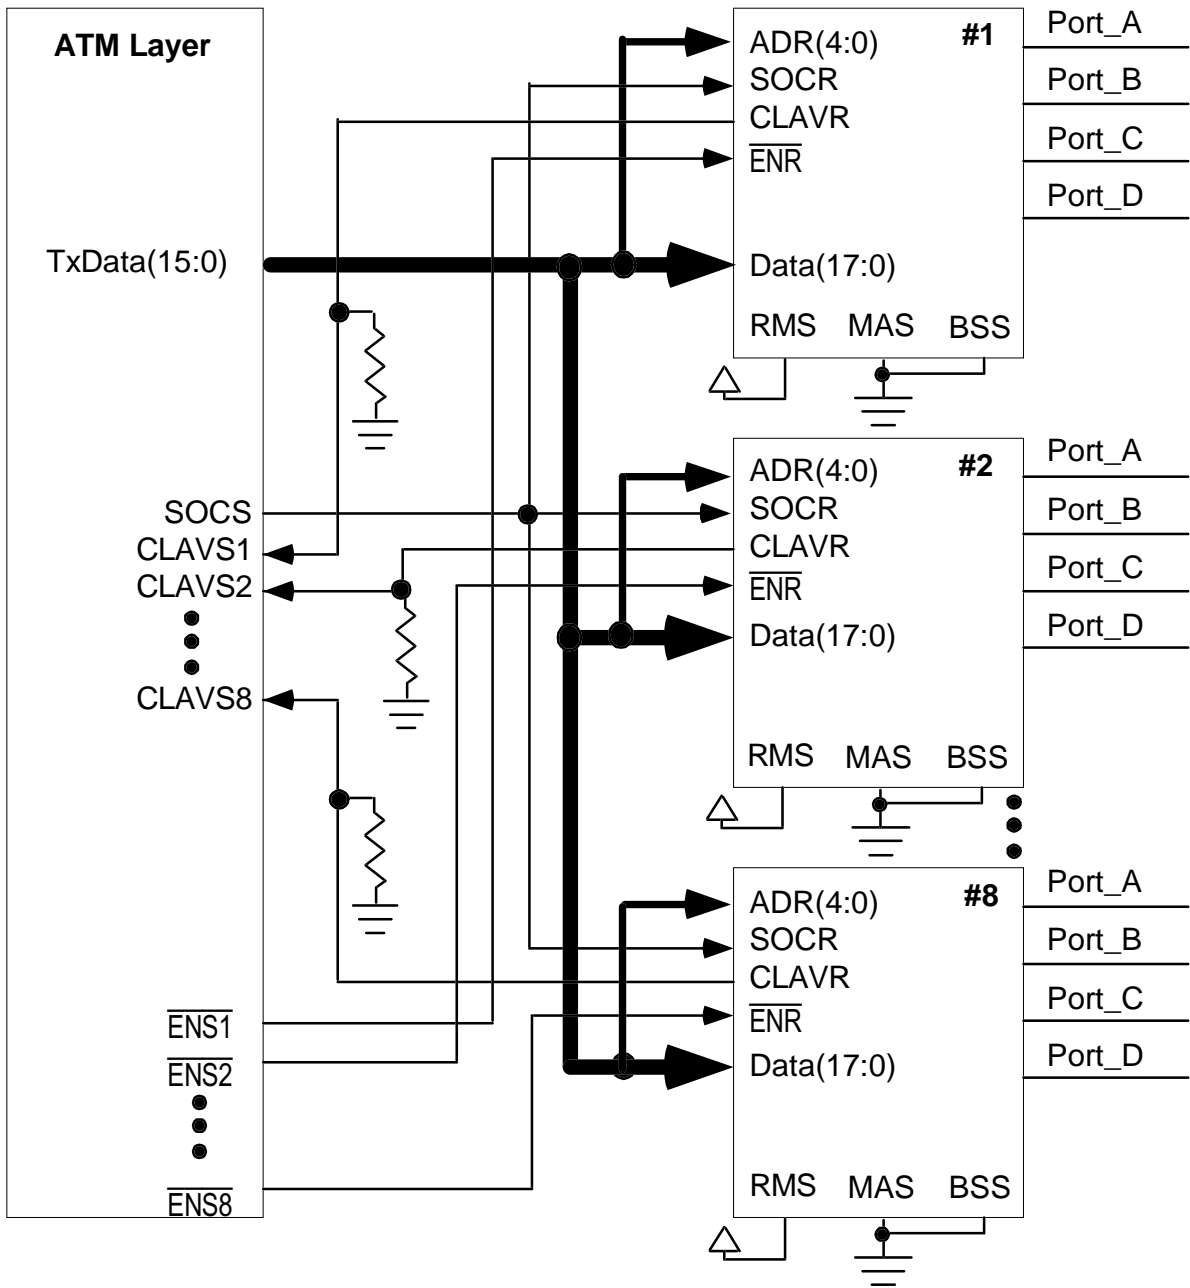 ATM Layer
TxData(15:0)
SOCS
CLAVS1
CLAVS2
CLAVS8
ENS1
ENS2
ENS8
#1
ADR(4:0)
SOCR
CLAVR
ENR
Data(17:0)
RMS MAS BSS
Port_A
Port_B
Port_C
Port_D
#2
ADR(4:0)
SOCR
CLAVR
ENR
Data(17:0)
RMS MAS BSS
Port_A
Port_B
Port_C
Port_D
#8
ADR(4:0)
SOCR
CLAVR
ENR
Data(17:0)
RMS MAS BSS
Port_A
Port_B
Port_C
Port_D